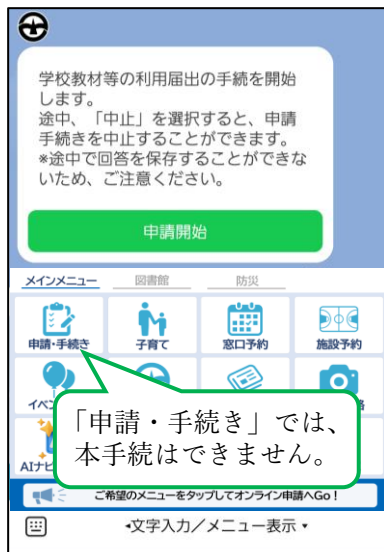 学校教材等の利用届出の手続を開始
します。
途中、「中止」を選択すると、申請
手続きを中止することができます。
*途中で回答を保存することができな
いため、ご注意ください。
申請開始
メインメニュー 図書館 防災
申請・手続き 子育て 窓口予約 施設予約
「申請・手続き」では、
本手続はできません。
ご希望のメニューをタップしてオンライン申請へGo!
◂文字入力/メニュー表示 ▾